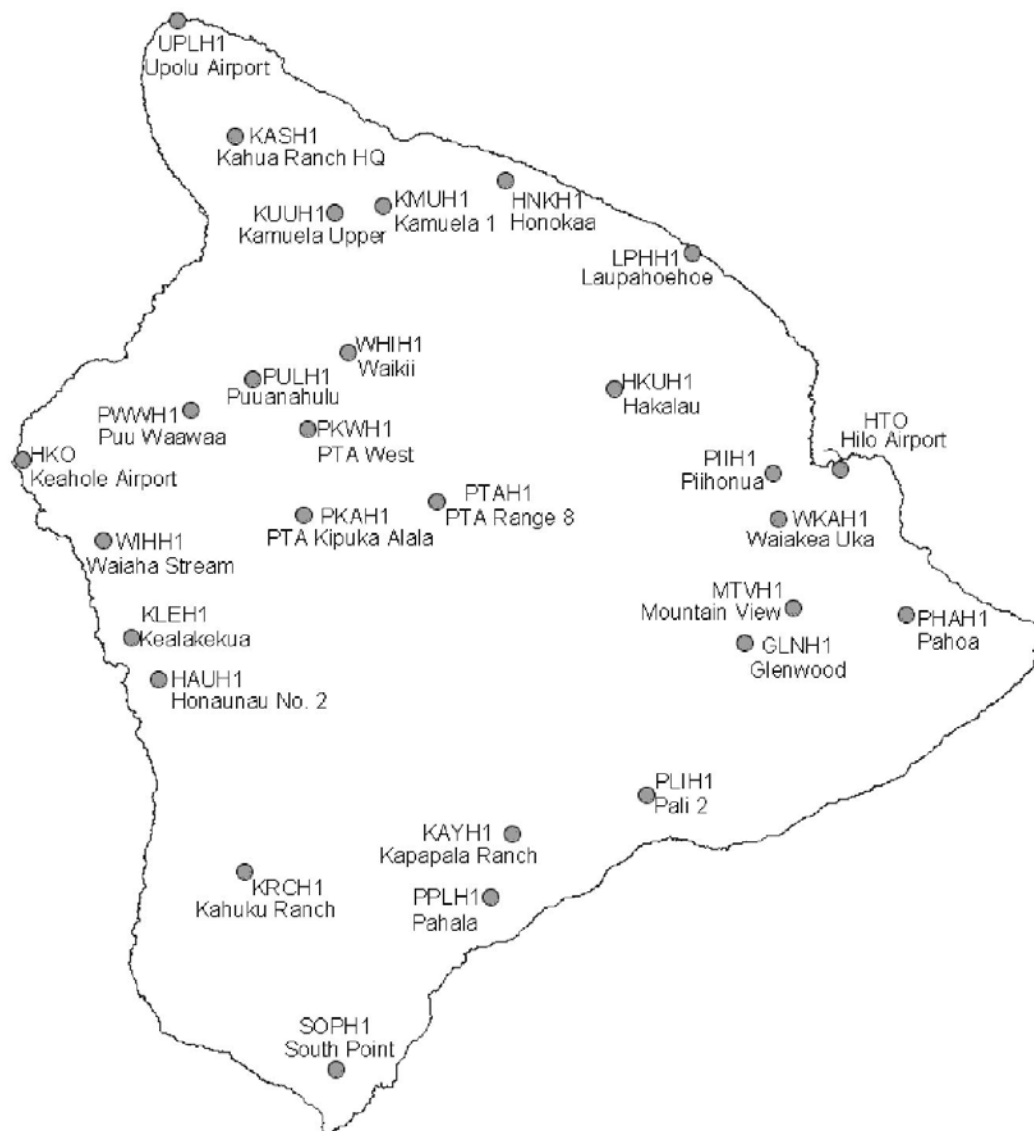 UPLH1
Upolu Airport
KASH1
Kahua Ranch HQ
KUUH1
Kamuela Upper
KMUH1
Kamuela 1
HNKH1
Honokaa
LPHH1
Laupahoehoe
WHIH1
Waikii
PULH1
Puuanahulu
PWWH1
Puu Waawaa
PKWH1
PTA West
HKUH1
Hakalau
HKO
Keahole Airport
HTO
Hilo Airport
PIIH1
Piihonua
PTAH1
PTA Range 8
PKAH1
PTA Kipuka Alala
WKAH1
Waiakea Uka
WIHH1
Waiaha Stream
MTVH1
Mountain View
PHAH1
Pahoa
KLEH1
Kealakekua
GLNH1
Glenwood
HAUH1
Honaunau No. 2
PLIH1
Pali 2
KAYH1
Kapapala Ranch
KRCH1
Kahuku Ranch
PPLH1
Pahala
SOPH1
South Point